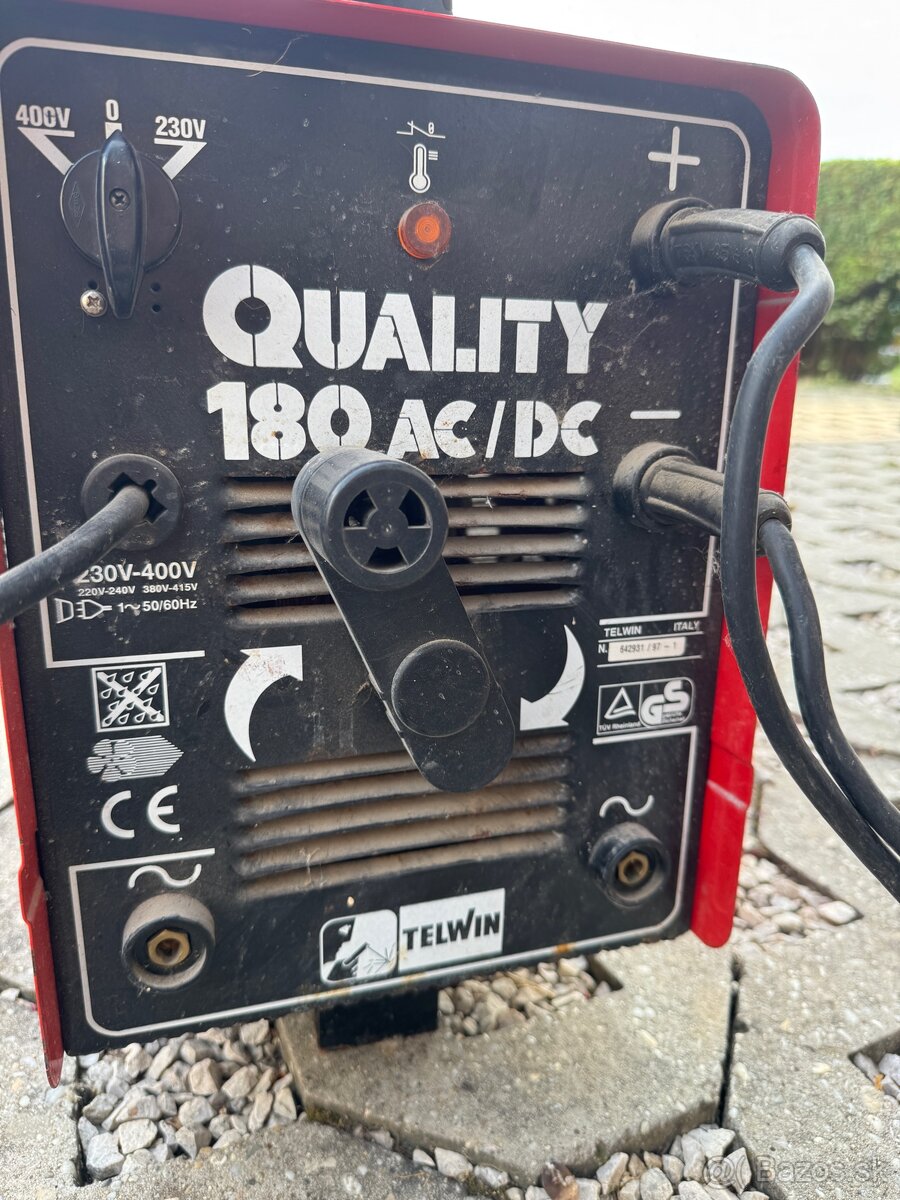 400V
0
230V
0
+
QUALITY
180 AC/DC
−
230V-400V
220V-240V 380V-415V
1~50/60Hz
TELWIN ITALY
N. 642931 / 97 - 1
TÜV Rheinland
GS
CE
~
~
TELWIN
@ Bazos.sk